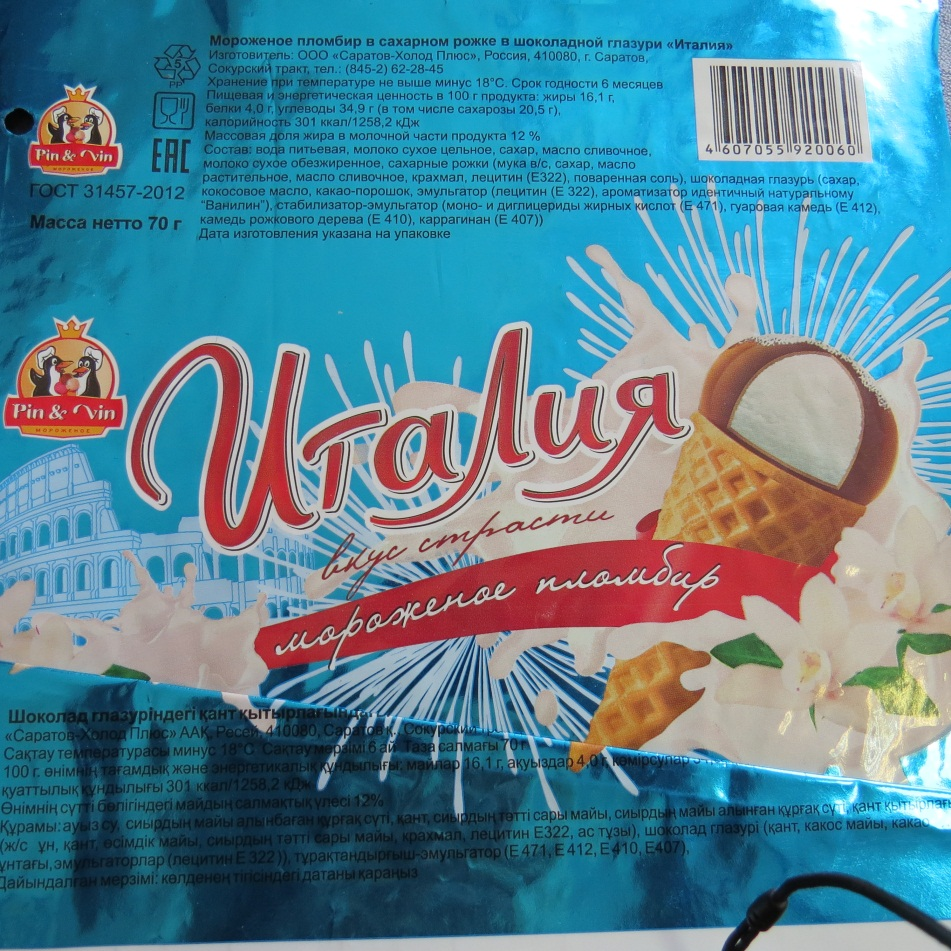 Мороженое пломбир в сахарном рожке в шоколадной глазури «Италия»
Изготовитель: ООО «Саратов-Холод Плюс», Россия, 410080, г. Саратов,
Сокурский тракт, тел.: (845-2) 62-28-45
Хранение при температуре не выше минус 18°С. Срок годности 6 месяцев
Пищевая и энергетическая ценность в 100 г продукта: жиры 16,1 г,
белки 4,0 г, углеводы 34,9 г (в том числе сахарозы 20,5 г),
калорийность 301 ккал/1258,2 кДж
Массовая доля жира в молочной части продукта 12 %
Состав: вода питьевая, молоко сухое цельное, сахар, масло сливочное,
молоко сухое обезжиренное, сахарные рожки (мука в/с, сахар, масло
растительное, масло сливочное, крахмал, лецитин (Е322), поваренная соль), шоколадная глазурь (сахар,
кокосовое масло, какао-порошок, эмульгатор (лецитин (Е 322), ароматизатор идентичный натуральному
"Ванилин"), стабилизатор-эмульгатор (моно- и диглицериды жирных кислот (Е 471), гуаровая камедь (Е 412),
камедь рожкового дерева (Е 410), каррагинан (Е 407))
Дата изготовления указана на упаковке
5
PP
EAC
Pin & Vin
МОРОЖЕНОЕ
ГОСТ 31457-2012
Масса нетто 70 г
4 607055 920060
Pin & Vin
МОРОЖЕНОЕ
Италия
вкус страсти
мороженое пломбир
Шоколад глазуріндегі қант қытырлағындағы
«Саратов-Холод Плюс» ААҚ, Ресей, 410080, Саратов қ., Сокурский
Сақтау температурасы минус 18°С. Сақтау мерзімі 6 ай. Таза салмағы 70 г
100 г. өнімнің тағамдық және энергетикалық құндылығы: майлар 16,1 г, ақуыздар 4,0 г, көмірсулар
қуаттылық құндылығы 301 ккал/1258,2 кДж
Өнімнің сүтті бөлігіндегі майдың салмақтық үлесі 12%
Құрамы: ауыз су, сиырдың майы алынбаған құрғақ сүті, қант, сиырдың тәтті сары майы, сиырдың майы алынған құрғақ сүті, қант
(ж/с ұн, қант, өсімдік майы, сиырдың тәтті сары майы, крахмал, лецитин Е322, ас тұзы), шоколад глазурі (қант, какос майы, какао
ұнтағы, эмульгаторлар (лецитин Е 322)), тұрақтандырғыш-эмульгатор (Е 471, Е 412, Е-410, Е 407),
Дайындалған мерзімі: көлденең тігісіндегі датаны қараңыз